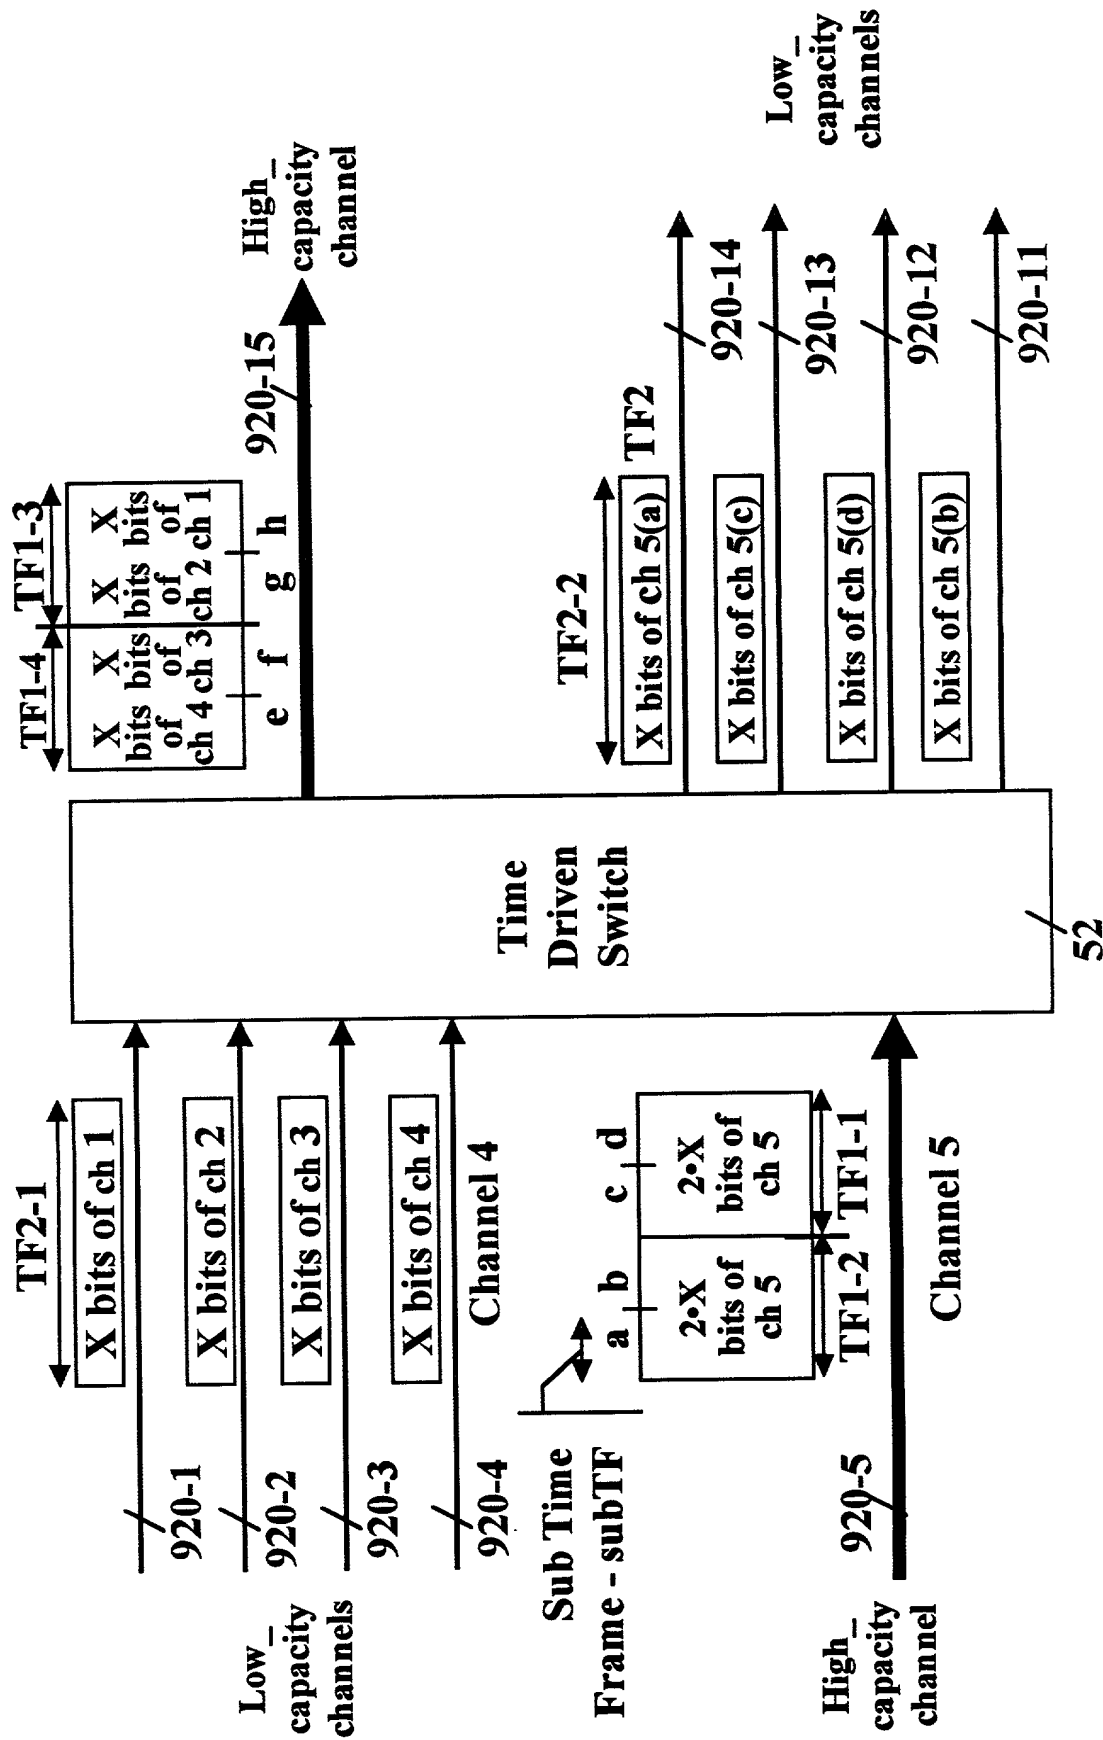 TF2-1
X bits of ch 1
920-1
X bits of ch 2
920-2
X bits of ch 3
920-3
X bits of ch 4
920-4
Channel 4
Low_
capacity
channels
Sub Time
Frame - subTF
a b c d
2•X
bits of
ch 5
2•X
bits of
ch 5
TF1-2
TF1-1
920-5
High_
capacity
channel
Channel 5
Time
Driven
Switch
52
TF1-4
TF1-3
X X X X
bits bits bits bits
of of of of
ch 4 ch 3 ch 2 ch 1
e f g h
920-15
High_
capacity
channel
TF2-2
TF2
X bits of ch 5(a)
920-14
X bits of ch 5(c)
920-13
X bits of ch 5(d)
920-12
X bits of ch 5(b)
920-11
Low_
capacity
channels